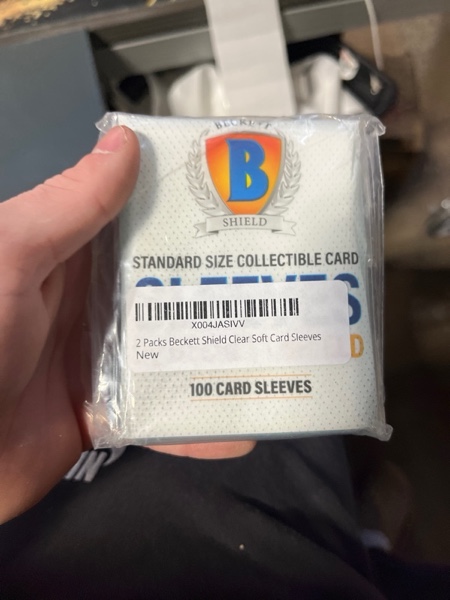 BECKETT
B
SHIELD
STANDARD SIZE COLLECTIBLE CARD
SLEEVES
X004JASIVV
2 Packs Beckett Shield Clear Soft Card Sleeves
New
D
100 CARD SLEEVES